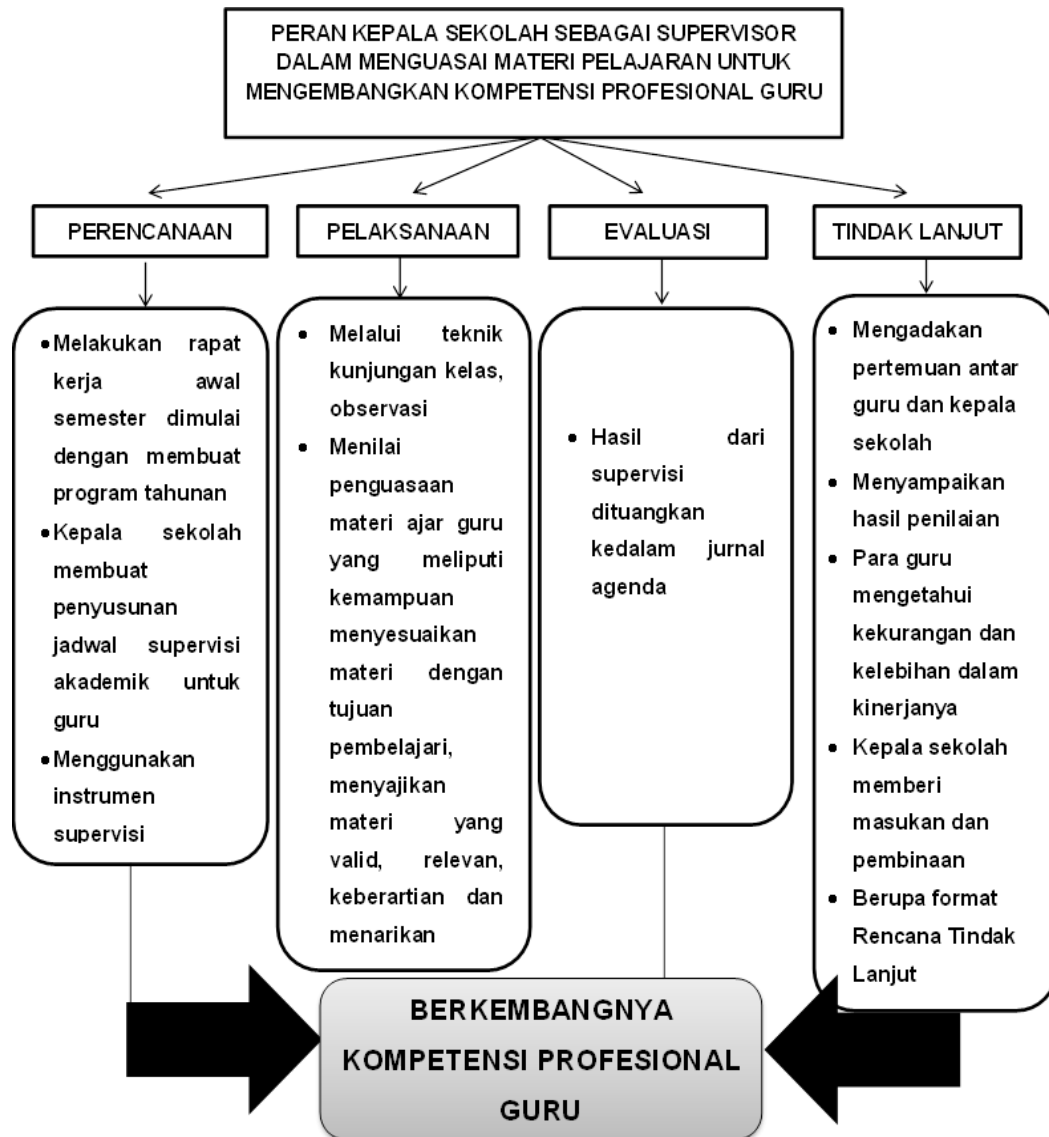 PERAN KEPALA SEKOLAH SEBAGAI SUPERVISOR
DALAM MENGUASAI MATERI PELAJARAN UNTUK
MENGEMBANGKAN KOMPETENSI PROFESIONAL GURU
PERENCANAAN
PELAKSANAAN
EVALUASI
TINDAK LANJUT
• Melakukan rapat
kerja awal
semester dimulai
dengan membuat
program tahunan
• Kepala sekolah
membuat
penyusunan
jadwal supervisi
akademik untuk
guru
• Menggunakan
instrumen
supervisi
• Melalui teknik
kunjungan kelas,
observasi
• Menilai
penguasaan
materi ajar guru
yang meliputi
kemampuan
menyesuaikan
materi dengan
tujuan
pembelajari,
menyajikan
materi yang
valid, relevan,
keberartian dan
menarikan
• Hasil dari
supervisi
dituangkan
kedalam jurnal
agenda
• Mengadakan
pertemuan antar
guru dan kepala
sekolah
• Menyampaikan
hasil penilaian
• Para guru
mengetahui
kekurangan dan
kelebihan dalam
kinerjanya
• Kepala sekolah
memberi
masukan dan
pembinaan
• Berupa format
Rencana Tindak
Lanjut
BERKEMBANGNYA
KOMPETENSI PROFESIONAL
GURU